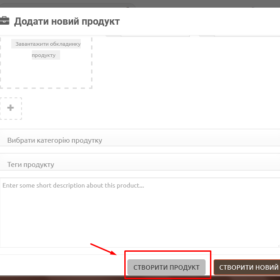 Додати новий продукт
Завантажити обкладинку
продукту
+
Вибрати категорію продукту
Теги продукту
Enter some short description about this product...
СТВОРИТИ ПРОДУКТ
СТВОРИТИ НОВИЙ